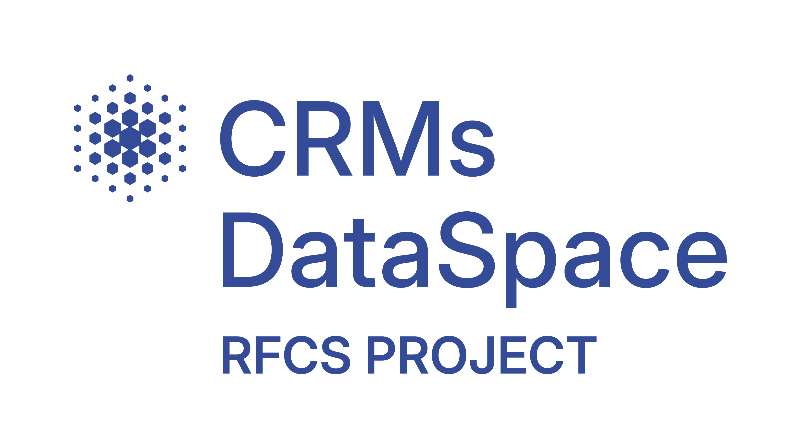 CRMs
DataSpace
RFCS PROJECT